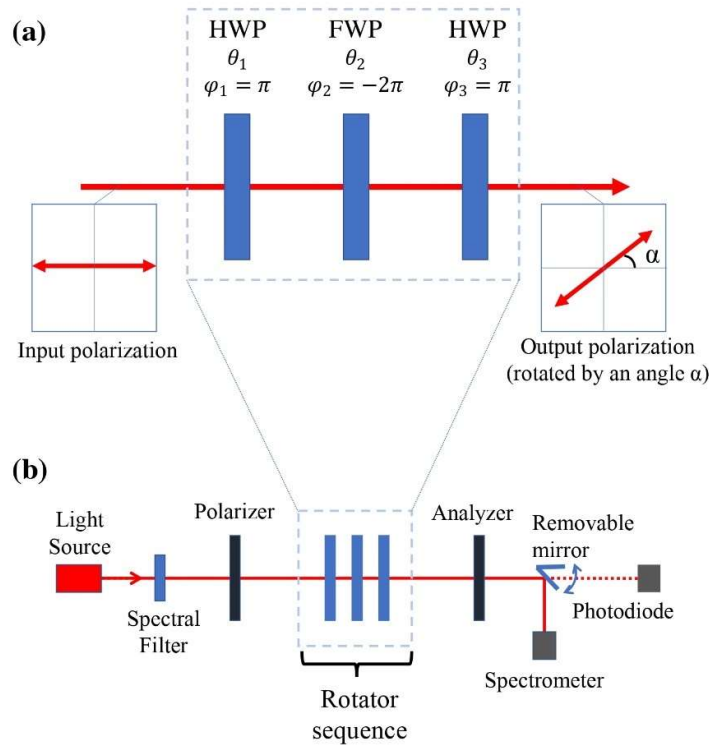 (a)
HWP FWP HWP
θ₁ θ₂ θ₃
φ₁ = π φ₂ = −2π φ₃ = π
α
Input polarization
Output polarization
(rotated by an angle α)
(b)
Light
Source
Spectral
Filter
Polarizer
Analyzer
Removable
mirror
Photodiode
Spectrometer
Rotator
sequence